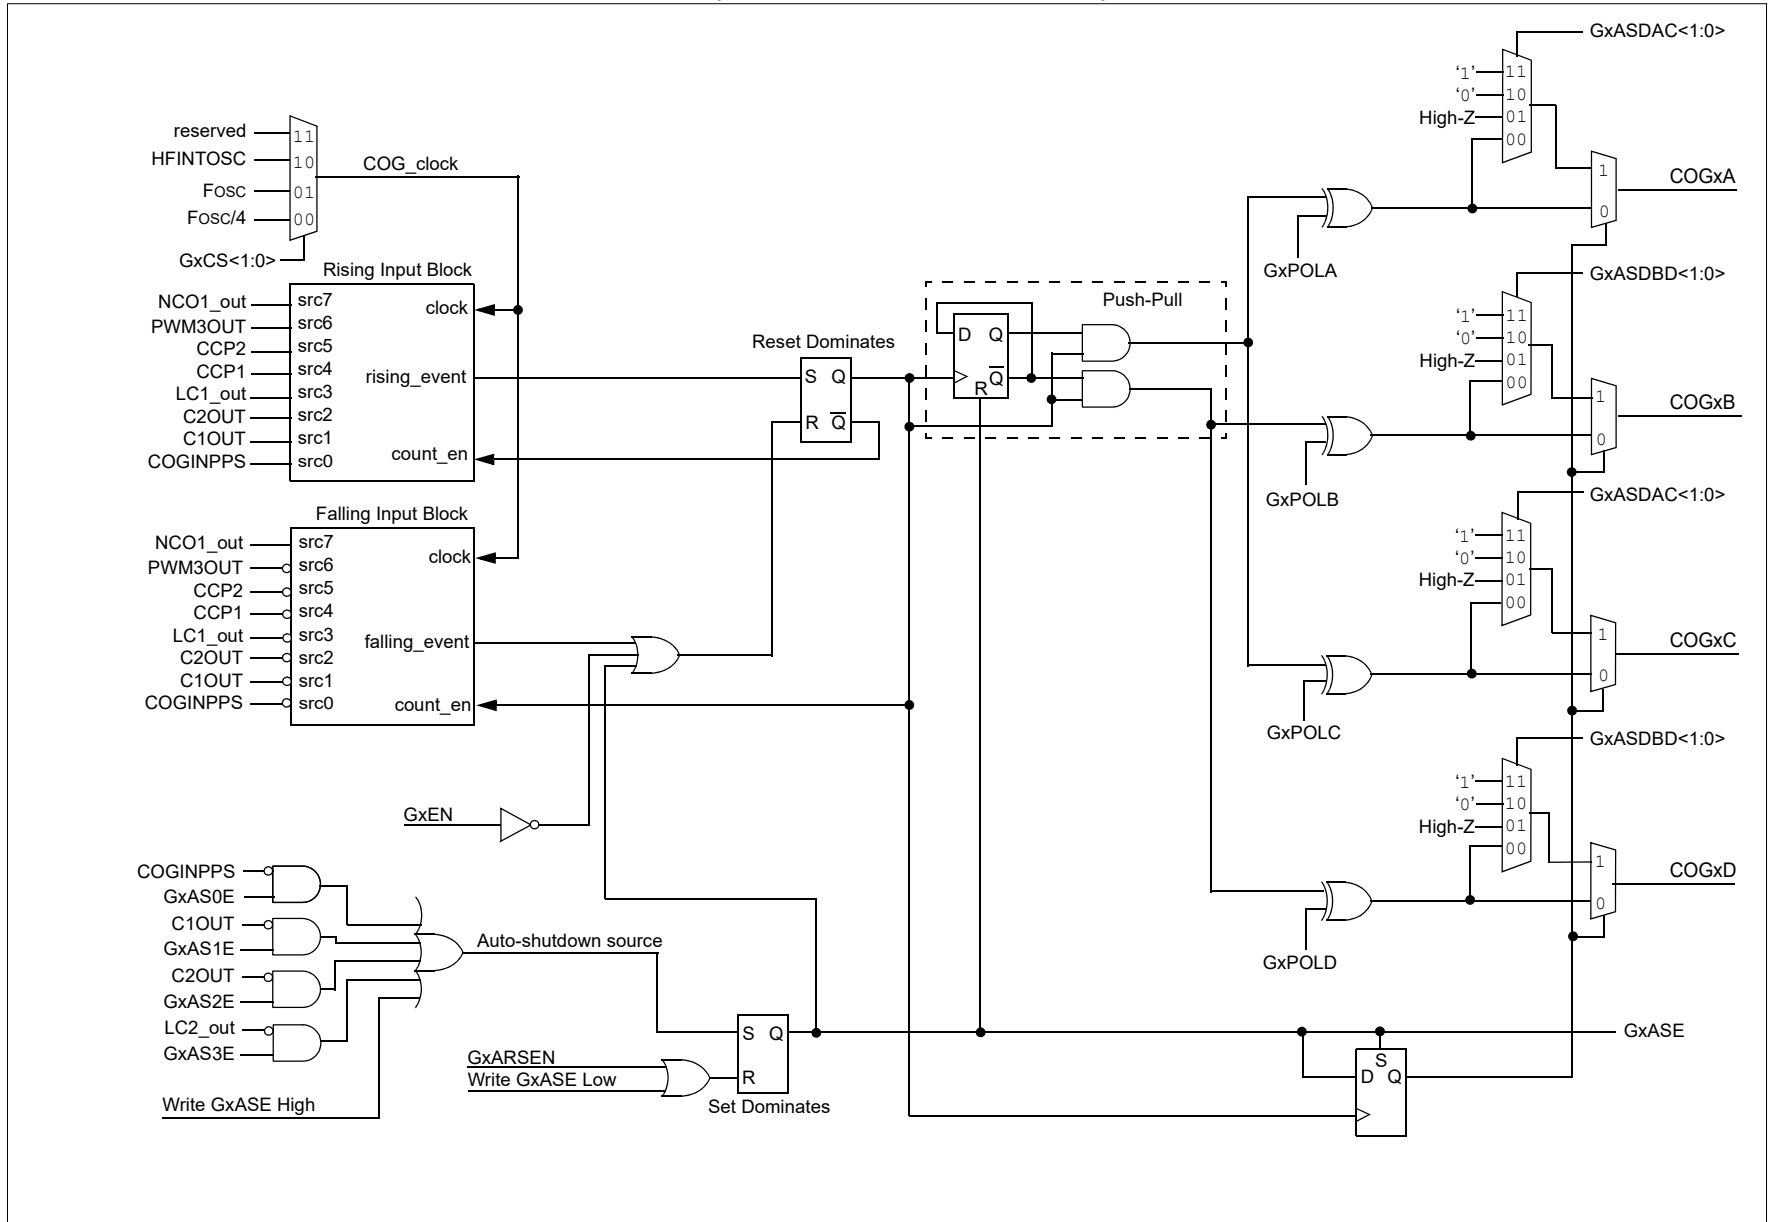 GxASDAC<1:0>
‘1’ 11
‘0’ 10
High-Z 01
00
1
0
COGxA
GxPOLA
reserved 11
HFINTOSC 10
Fosc 01
Fosc/4 00
COG_clock
GxCS<1:0>
Rising Input Block
NCO1_out src7
PWM3OUT src6
CCP2 src5
CCP1 src4
LC1_out src3
C2OUT src2
C1OUT src1
COGINPPS src0
clock
rising_event
count_en
Reset Dominates
S Q
R Q
Push-Pull
D Q
R Q
GxASDBD<1:0>
‘1’ 11
‘0’ 10
High-Z 01
00
1
0
COGxB
GxPOLB
Falling Input Block
NCO1_out src7
PWM3OUT src6
CCP2 src5
CCP1 src4
LC1_out src3
C2OUT src2
C1OUT src1
COGINPPS src0
clock
falling_event
count_en
GxASDAC<1:0>
‘1’ 11
‘0’ 10
High-Z 01
00
1
0
COGxC
GxPOLC
GxEN
GxASDBD<1:0>
‘1’ 11
‘0’ 10
High-Z 01
00
1
0
COGxD
GxPOLD
COGINPPS
GxAS0E
C1OUT
GxAS1E
C2OUT
GxAS2E
LC2_out
GxAS3E
Write GxASE High
Auto-shutdown source
GxARSEN
Write GxASE Low
S Q
R
Set Dominates
GxASE
S
D Q